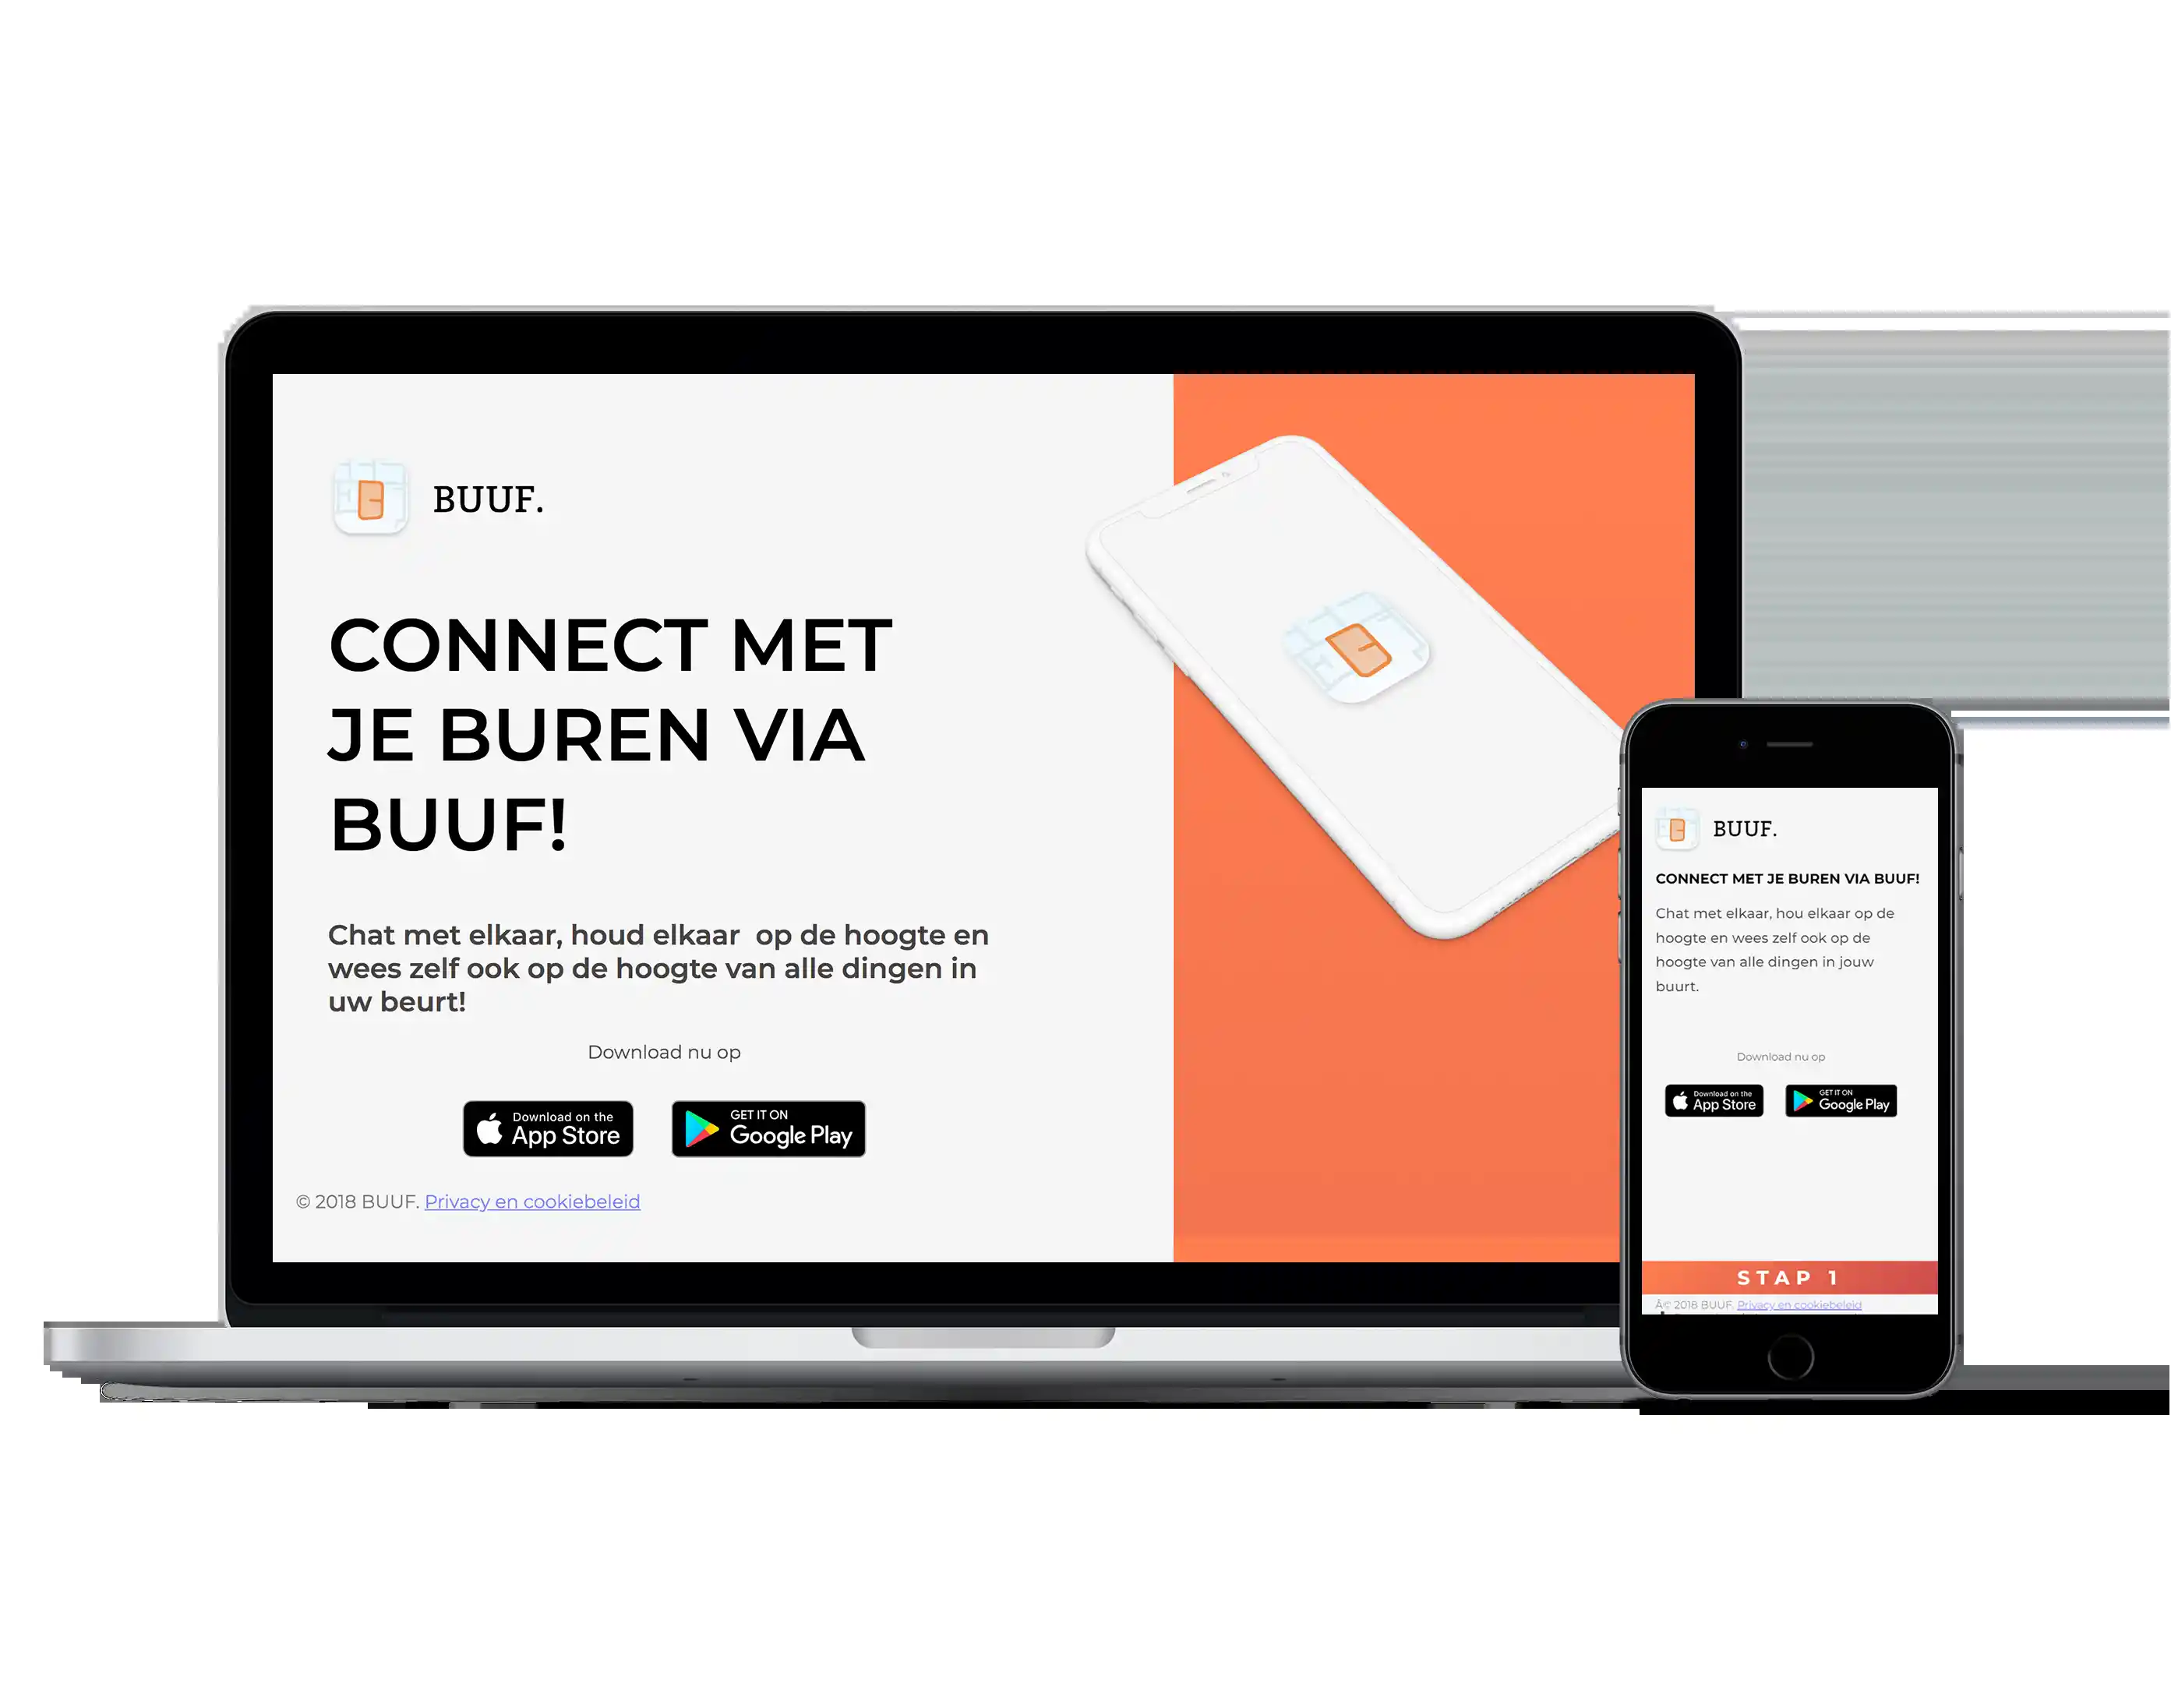 BUUF.
CONNECT MET
JE BUREN VIA
BUUF!
Chat met elkaar, houd elkaar  op de hoogte en
wees zelf ook op de hoogte van alle dingen in
uw beurt!
Download nu op
Download on the
App Store
GET IT ON
Google Play
© 2018 BUUF. Privacy en cookiebeleid
BUUF.
CONNECT MET JE BUREN VIA BUUF!
Chat met elkaar, hou elkaar op de
hoogte en wees zelf ook op de
hoogte van alle dingen in jouw
buurt.
Download nu op
Download on the
App Store
GET IT ON
Google Play
STAP 1
Â© 2018 BUUF. Privacy en cookiebeleid